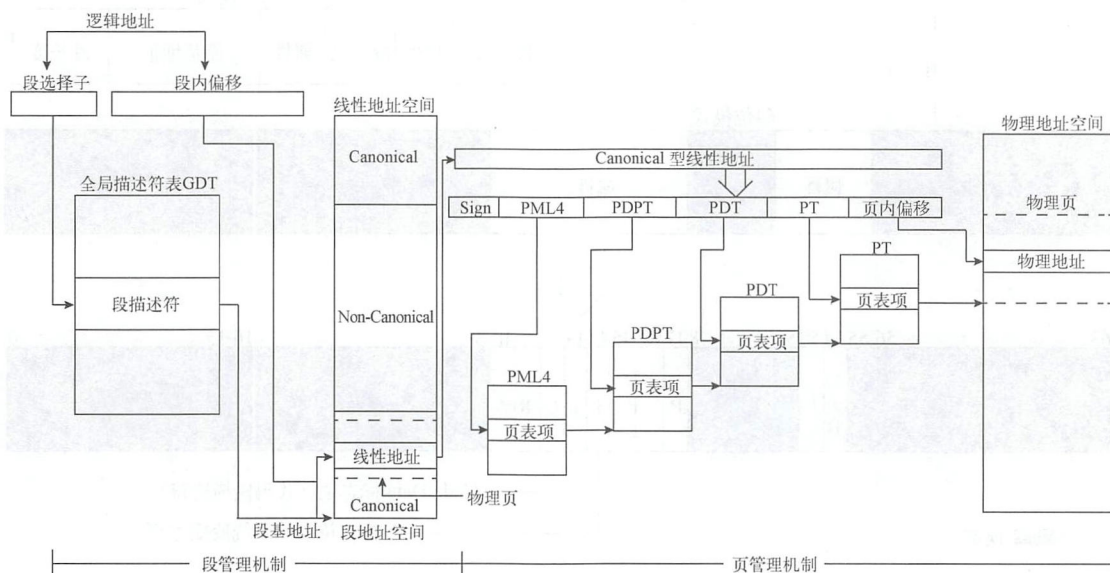 逻辑地址
段选择子
段内偏移
线性地址空间
物理地址空间
Canonical
Canonical 型线性地址
全局描述符表GDT
Sign
PML4
PDPT
PDT
PT
页内偏移
物理页
PT
物理地址
段描述符
Non-Canonical
PDT
页表项
PDPT
页表项
PML4
页表项
页表项
线性地址
物理页
Canonical
段基地址
段地址空间
段管理机制
页管理机制